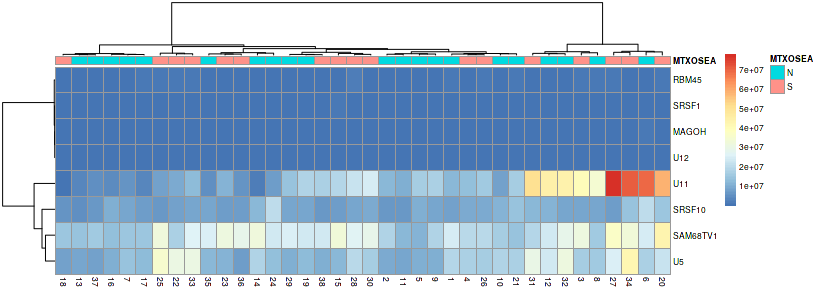 MTXOSEA
RBM45
SRSF1
MAGOH
U12
U11
SRSF10
SAM68TV1
U5
18 13 37 16 7 17 25 22 33 35 23 36 14 24 29 19 38 15 28 30 2 11 5 9 1 4 26 10 21 31 12 32 3 8 27 34 6 20
7e+07
6e+07
5e+07
4e+07
3e+07
2e+07
1e+07
MTXOSEA
N
S